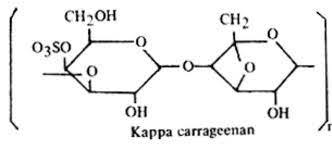 CH₂OH CH₂
O₃SO O O
O O O
OH OH
n
Kappa carrageenan